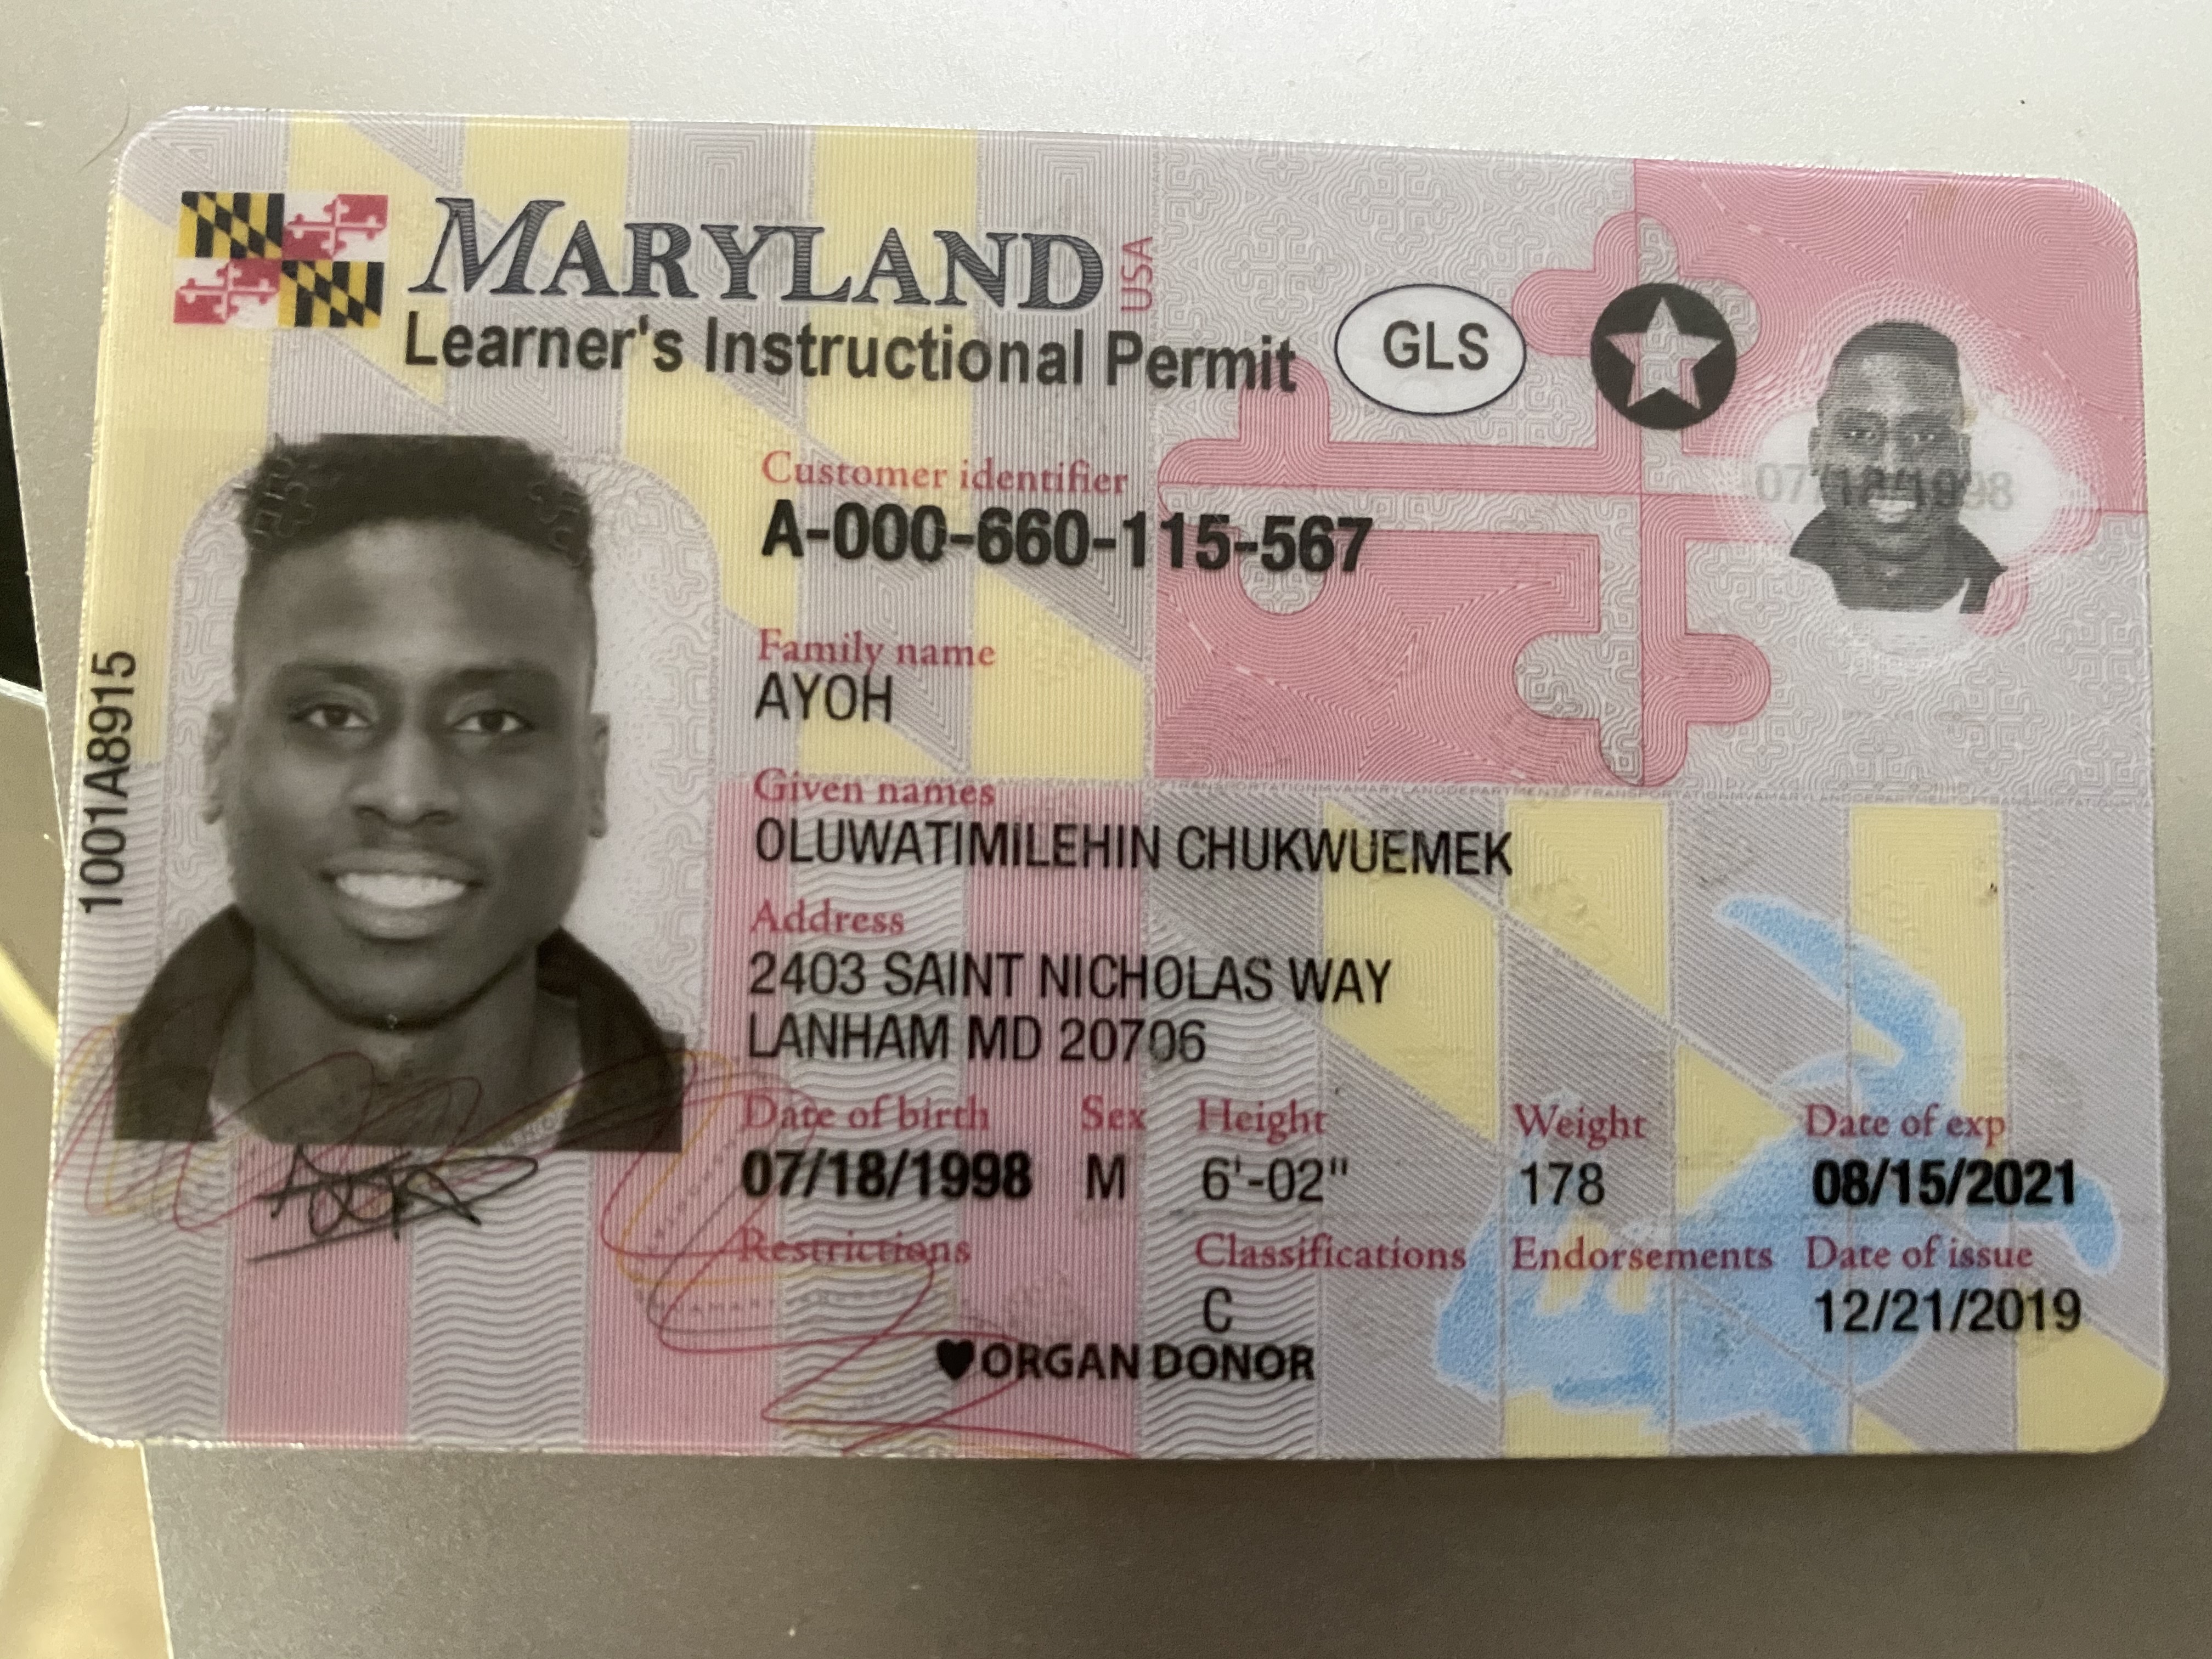 MARYLAND USA
Learner's Instructional Permit
GLS
Customer identifier
A-000-660-115-567
Family name
AYOH
Given names
OLUWATIMILEHIN CHUKWUEMEK
Address
2403 SAINT NICHOLAS WAY
LANHAM MD 20706
Date of birth Sex Height Weight Date of exp
07/18/1998 M 6'-02" 178 08/15/2021
Restrictions Classifications Endorsements Date of issue
C 12/21/2019
♥ORGAN DONOR
1001A8915